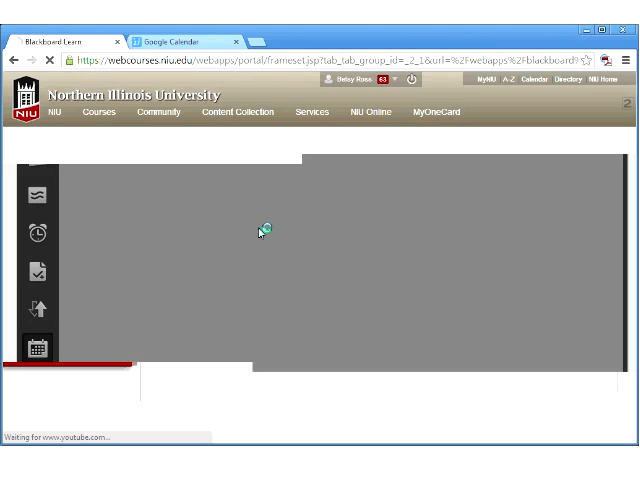 Blackboard Learn
Google Calendar
https://webcourses.niu.edu/webapps/portal/frameset.jsp?tab_tab_group_id=_2_1&url=%2Fwebapps%2Fblackboard%
Betsy Ross 63
MyNIU A-Z Calendar Directory NIU Home
Northern Illinois University
NIU
NIU Courses Community Content Collection Services NIU Online MyOneCard
2
Waiting for www.youtube.com...